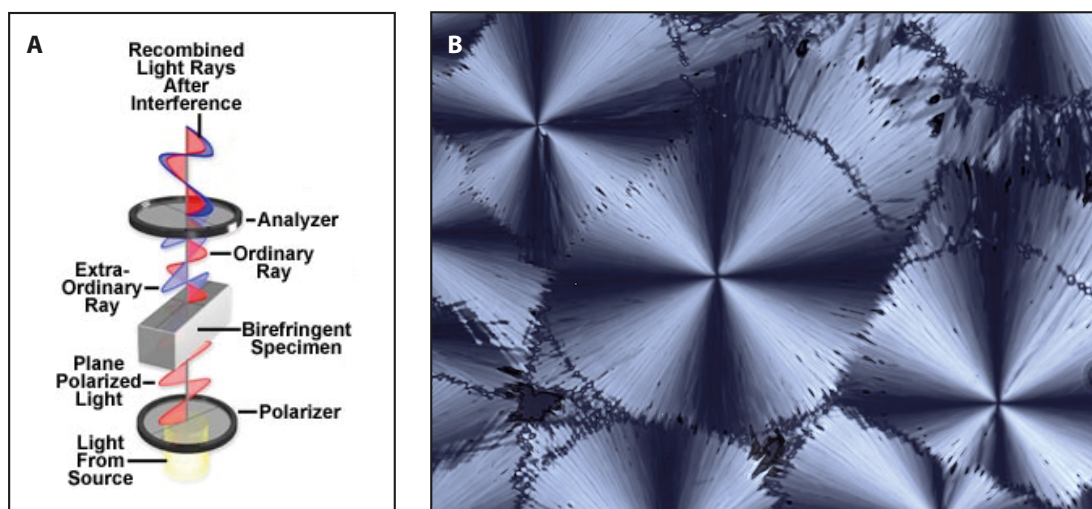 A
Recombined
Light Rays
After
Interference
Analyzer
Ordinary
Ray
Extra-
Ordinary
Ray
Birefringent
Specimen
Plane
Polarized
Light
Polarizer
Light
From
Source
B